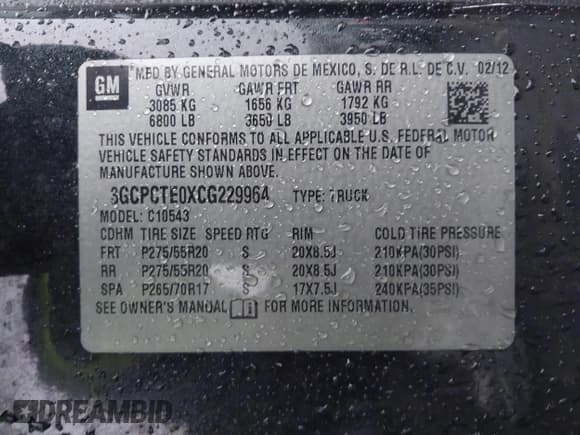 GM
MFD BY GENERAL MOTORS DE MEXICO, S. DE R.L. DE C.V. 02/12
GVWR GAWR FRT GAWR RR
3085 KG 1656 KG 1792 KG
6800 LB 3650 LB 3950 LB
THIS VEHICLE CONFORMS TO ALL APPLICABLE U.S. FEDERAL MOTOR
VEHICLE SAFETY STANDARDS IN EFFECT ON THE DATE OF
MANUFACTURE SHOWN ABOVE.
3GCPCTE0XCG229964 TYPE: TRUCK
MODEL: C10543
CDHM TIRE SIZE SPEED RTG RIM COLD TIRE PRESSURE
FRT P275/55R20 S 20X8.5J 210KPA(30PSI)
RR P275/55R20 S 20X8.5J 210KPA(30PSI)
SPA P265/70R17 S 17X7.5J 240KPA(35PSI)
SEE OWNER'S MANUAL FOR MORE INFORMATION.
DREAMBID